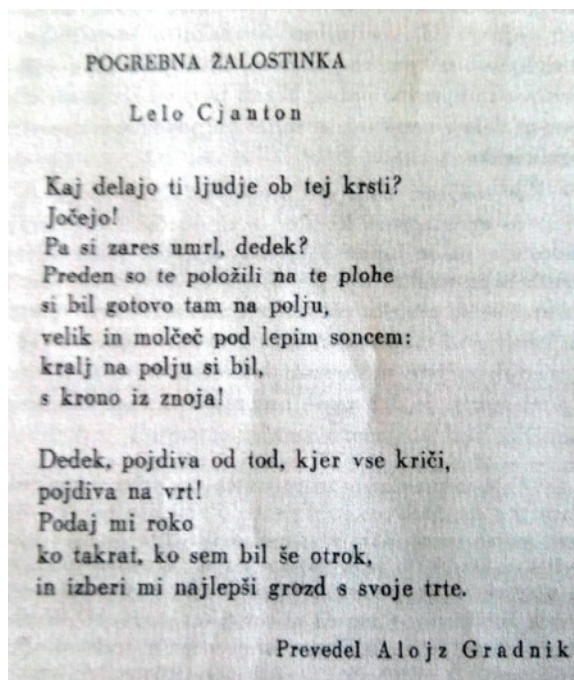 POGREBNA ŽALOSTINKA
Lelo Cjanton
Kaj delajo ti ljudje ob tej krsti?
Jočejo!
Pa si zares umrl, dedek?
Preden so te položili na te plohe
si bil gotovo tam na polju,
velik in molčeč pod lepim soncem:
kralj na polju si bil,
s krono iz znoja!
Dedek, pojdiva od tod, kjer vse kriči,
pojdiva na vrt!
Podaj mi roko
ko takrat, ko sem bil še otrok,
in izberi mi najlepši grozd s svoje trte.
Prevedel Alojz Gradnik